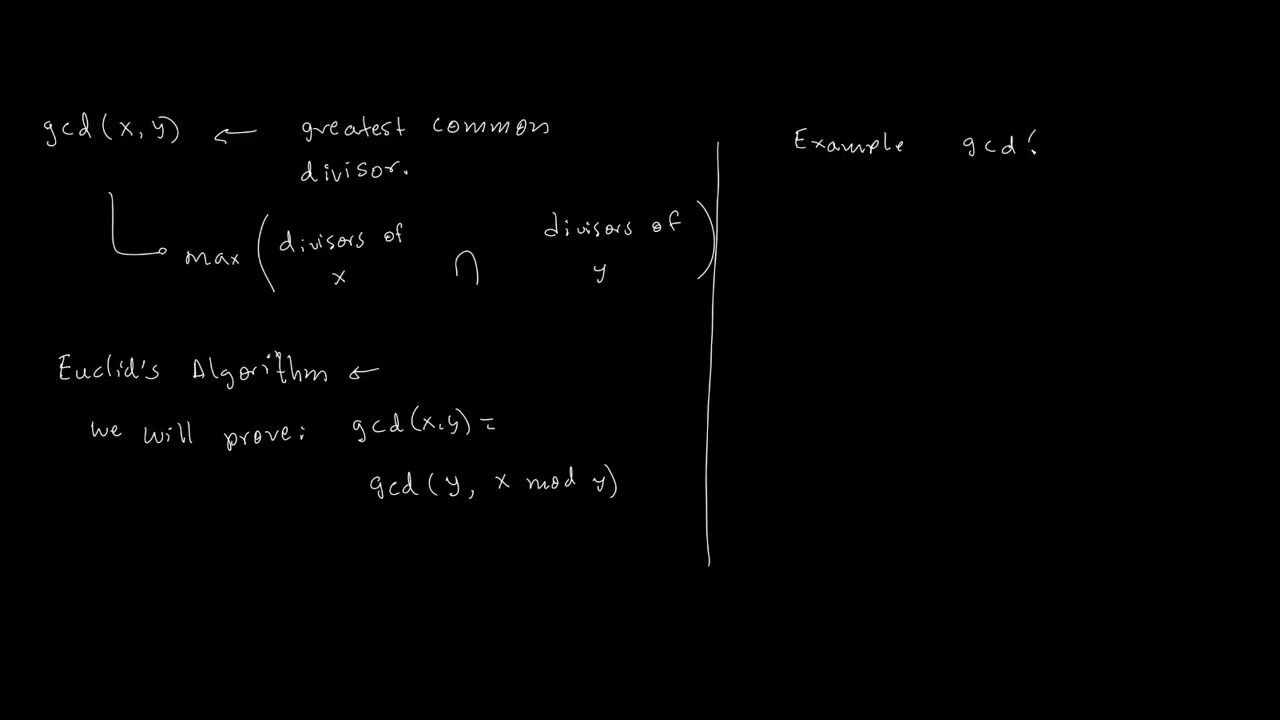 gcd(x,y) ← greatest common
divisor.
max (divisors of x ∩ divisors of y)
Euclid's Algorithm ←
we will prove: gcd(x,y) =
gcd(y, x mod y)
Example gcd!